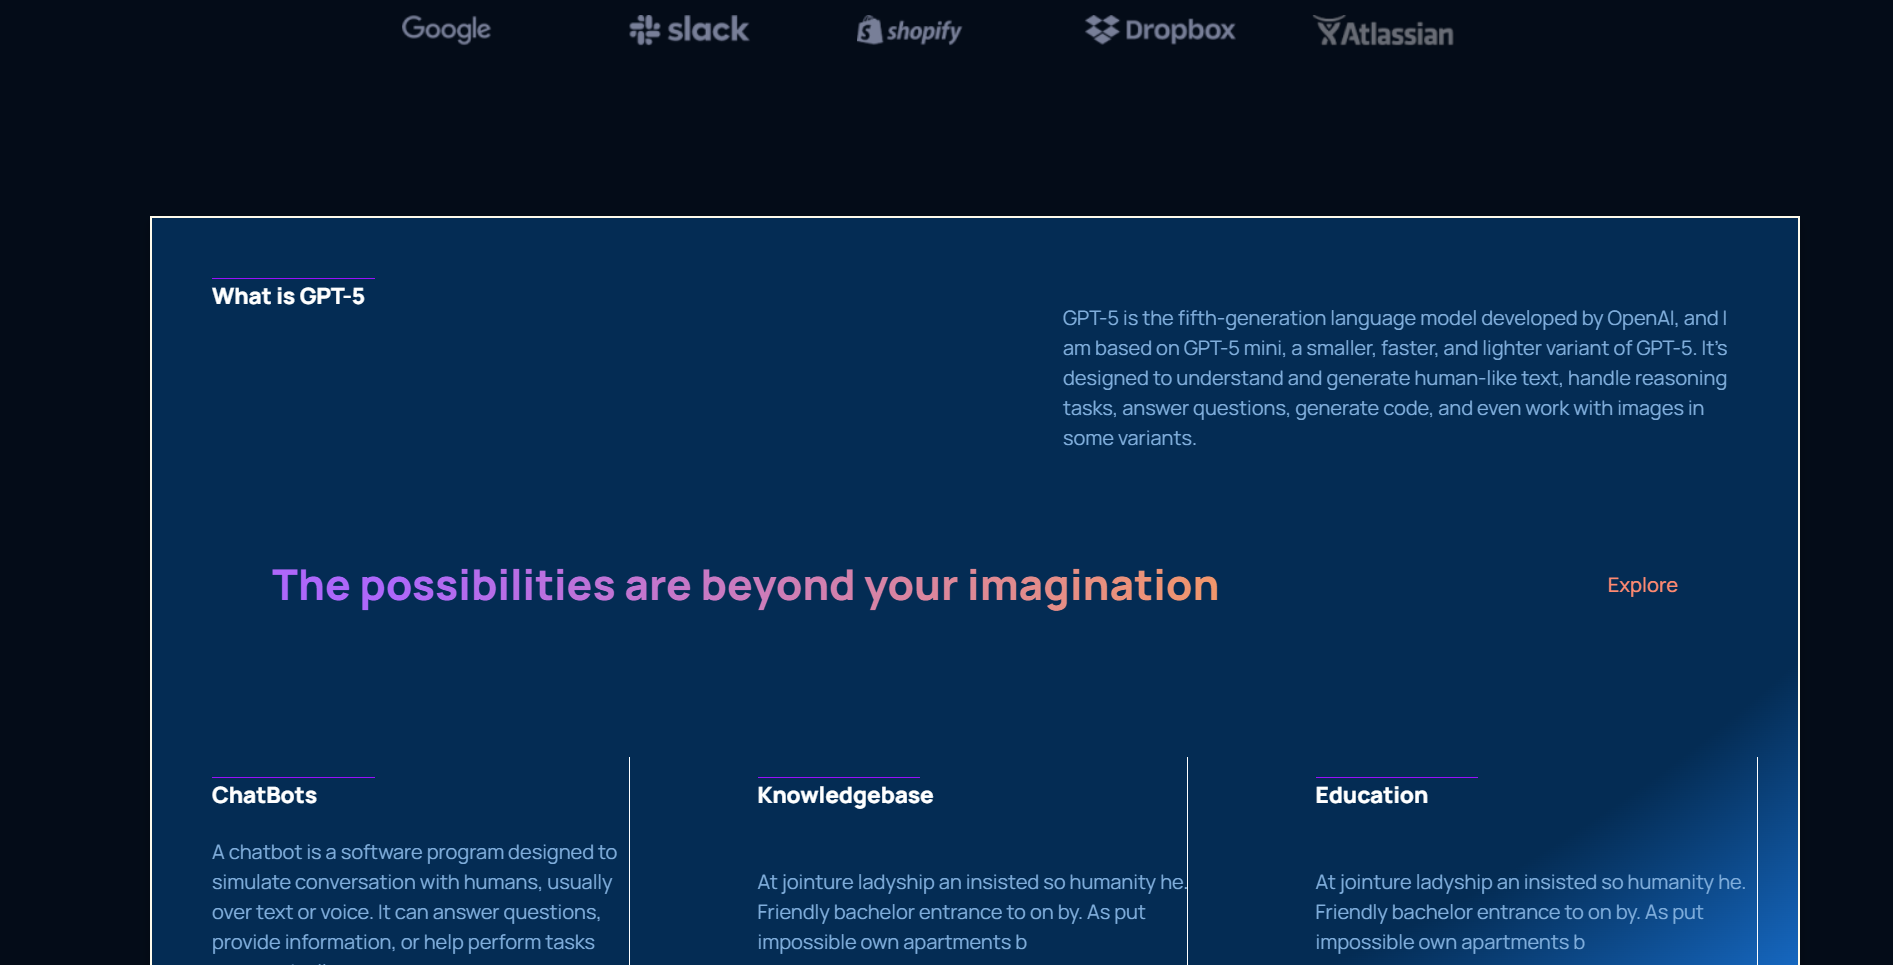 Google slack shopify Dropbox Atlassian
What is GPT-5
GPT-5 is the fifth-generation language model developed by OpenAI, and I
am based on GPT-5 mini, a smaller, faster, and lighter variant of GPT-5. It's
designed to understand and generate human-like text, handle reasoning
tasks, answer questions, generate code, and even work with images in
some variants.
The possibilities are beyond your imagination
Explore
ChatBots
A chatbot is a software program designed to
simulate conversation with humans, usually
over text or voice. It can answer questions,
provide information, or help perform tasks
Knowledgebase
At jointure ladyship an insisted so humanity he.
Friendly bachelor entrance to on by. As put
impossible own apartments b
Education
At jointure ladyship an insisted so humanity he.
Friendly bachelor entrance to on by. As put
impossible own apartments b